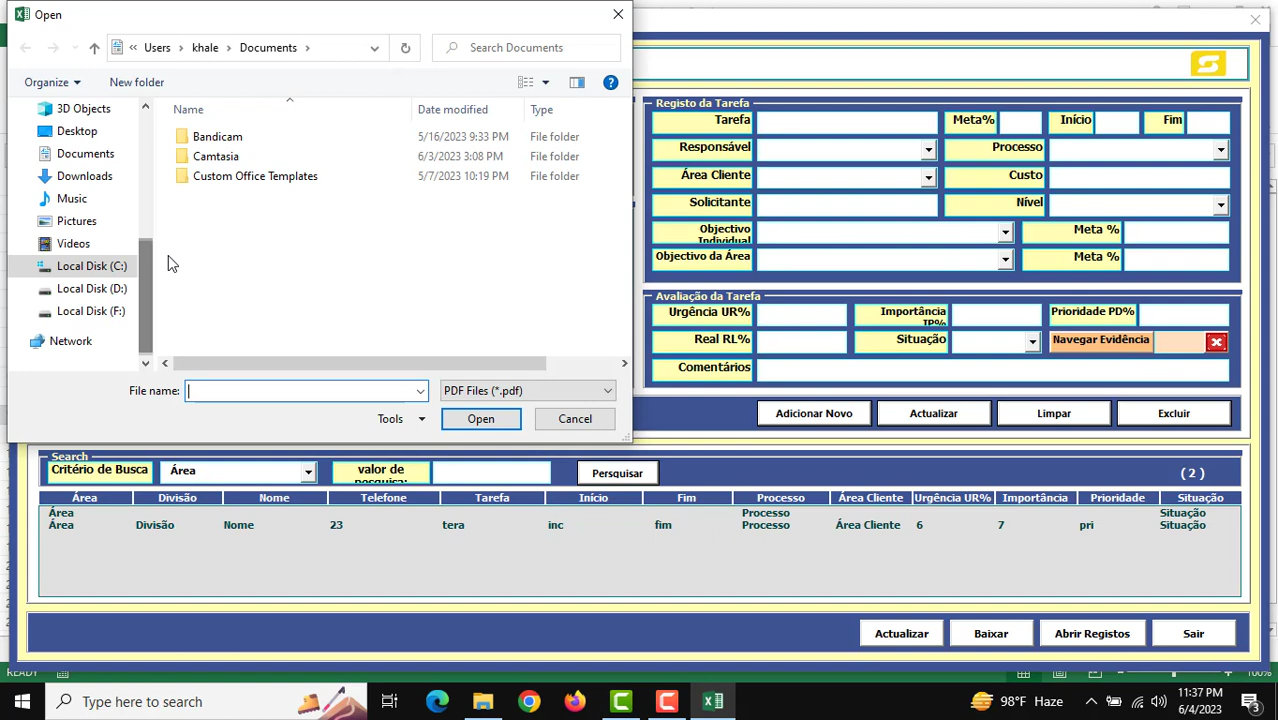 Open
Users
khale
Documents
Search Documents
Organize
New folder
Name
Date modified
Type
3D Objects
Desktop
Documents
Downloads
Music
Pictures
Videos
Local Disk (C:)
Local Disk (D:)
Local Disk (F:)
Network
Bandicam 5/16/2023 9:33 PM File folder
Camtasia 6/3/2023 3:08 PM File folder
Custom Office Templates 5/7/2023 10:19 PM File folder
File name:
PDF Files (*.pdf)
Tools
Open
Cancel
S
Registo da Tarefa
Tarefa Meta% Início Fim
Responsável Processo
Área Cliente Custo
Solicitante Nível
Objectivo
Individual
Meta %
Objectivo da Área Meta %
Avaliação da Tarefa
Urgência UR%
Importância
IP%
Prioridade PD%
Real RL% Situação Navegar Evidência
Comentários
Adicionar Novo Actualizar Limpar Excluir
Search
Critério de Busca Área
valor de
pesquisa:
Persquisar
( 2 )
Área Divisão Nome Telefone Tarefa Início Fim Processo Área Cliente Urgência UR% Importância Prioridade Situação
Área Processo Situação
Área Divisão Nome 23 tera inc fim Processo Área Cliente 6 7 pri Situação
Actualizar Baixar Abrir Registos Sair
READY
100%
Type here to search
98°F Haze
11:37 PM
6/4/2023
3